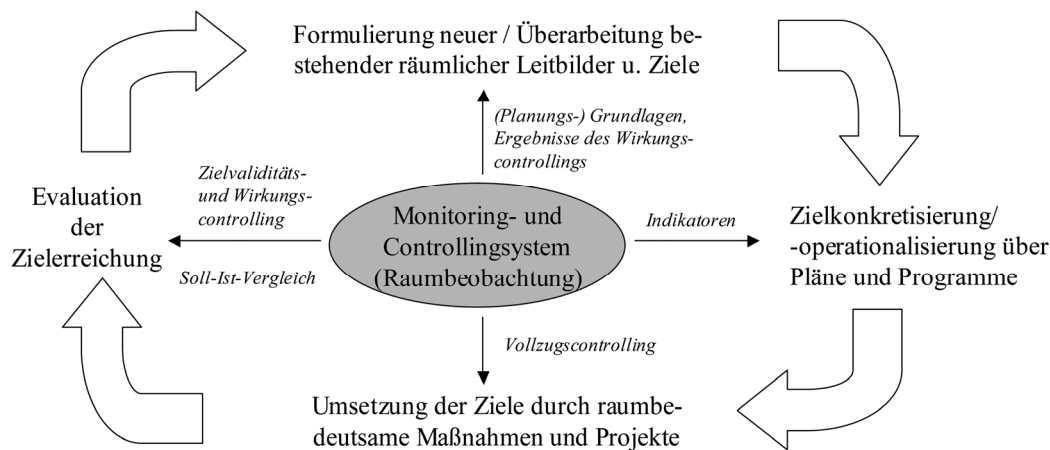 Formulierung neuer / Überarbeitung be-
stehender räumlicher Leitbilder u. Ziele
(Planungs-) Grundlagen,
Ergebnisse des Wirkungs-
controllings
Zielvaliditäts-
und Wirkungs-
controlling
Evaluation
der
Zielerreichung
Soll-Ist-Vergleich
Monitoring- und
Controllingsystem
(Raumbeobachtung)
Indikatoren
Zielkonkretisierung/
-operationalisierung über
Pläne und Programme
Vollzugscontrolling
Umsetzung der Ziele durch raumbe-
deutsame Maßnahmen und Projekte